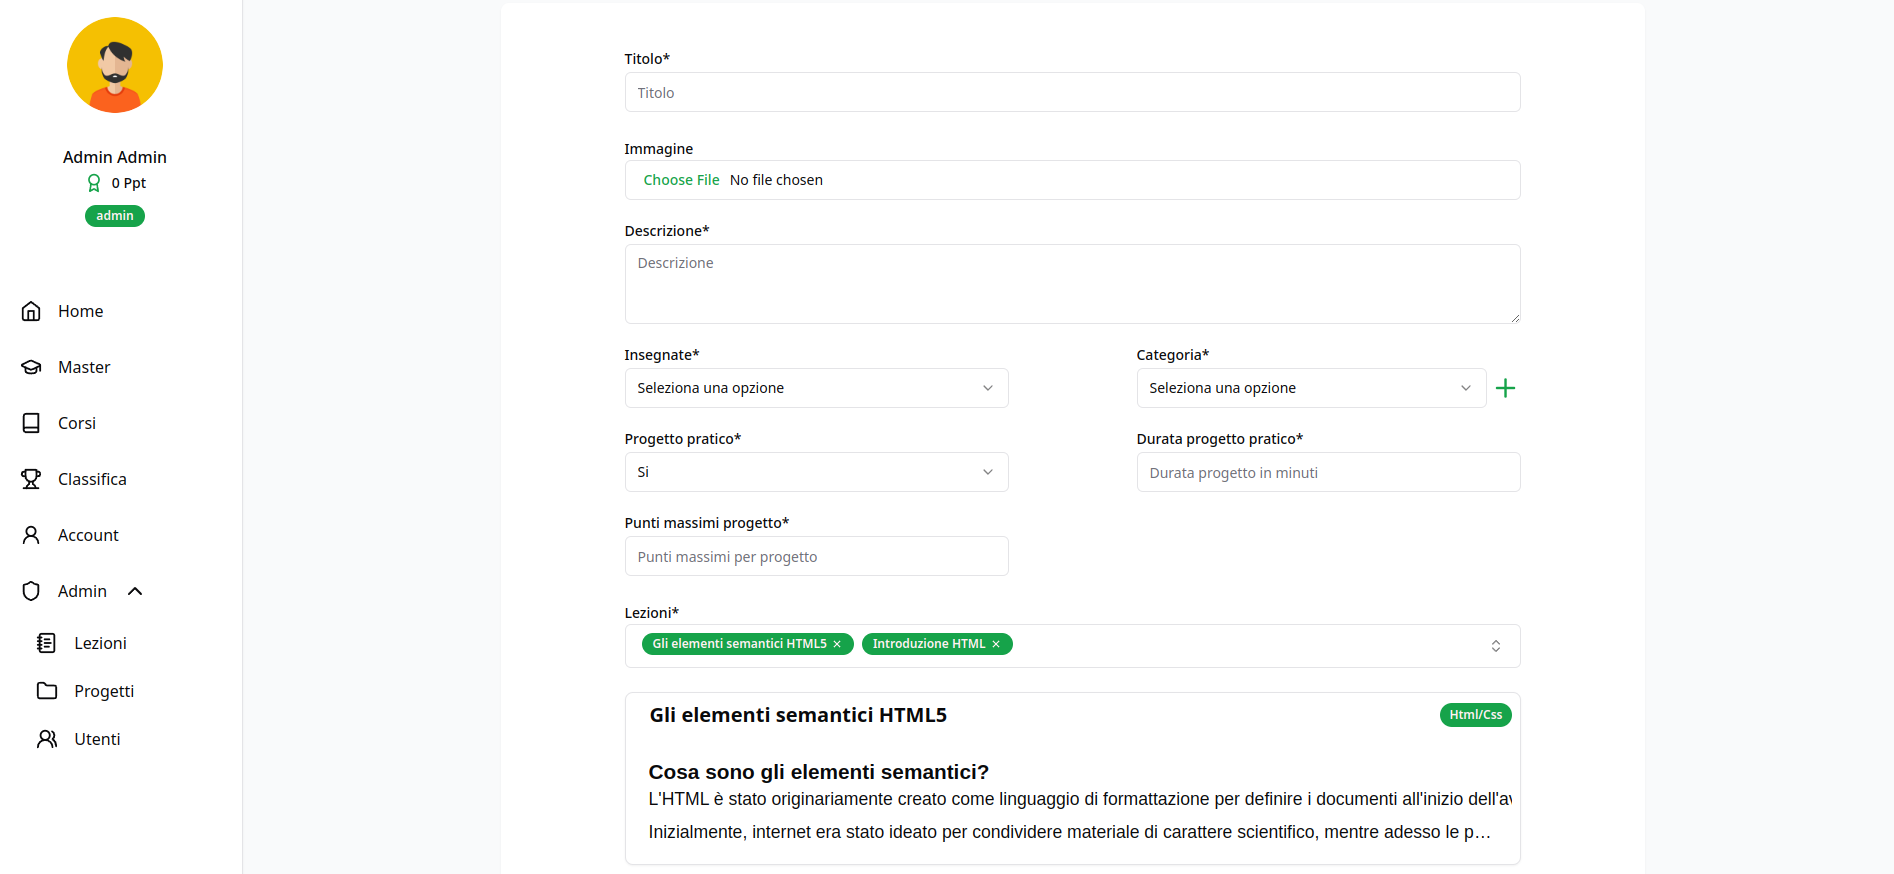 Admin Admin
0 Ppt
admin
Home
Master
Corsi
Classifica
Account
Admin
Lezioni
Progetti
Utenti
Titolo*
Titolo
Immagine
Choose File No file chosen
Descrizione*
Descrizione
Insegnate* Categoria*
Seleziona una opzione Seleziona una opzione
Progetto pratico* Durata progetto pratico*
Si Durata progetto in minuti
Punti massimi progetto*
Punti massimi per progetto
Lezioni*
Gli elementi semantici HTML5 × Introduzione HTML ×
Gli elementi semantici HTML5 Html/Css
Cosa sono gli elementi semantici?
L'HTML è stato originariamente creato come linguaggio di formattazione per definire i documenti all'inizio
Inizialmente, internet era stato ideato per condividere materiale di carattere scientifico, mentre adesso le p...